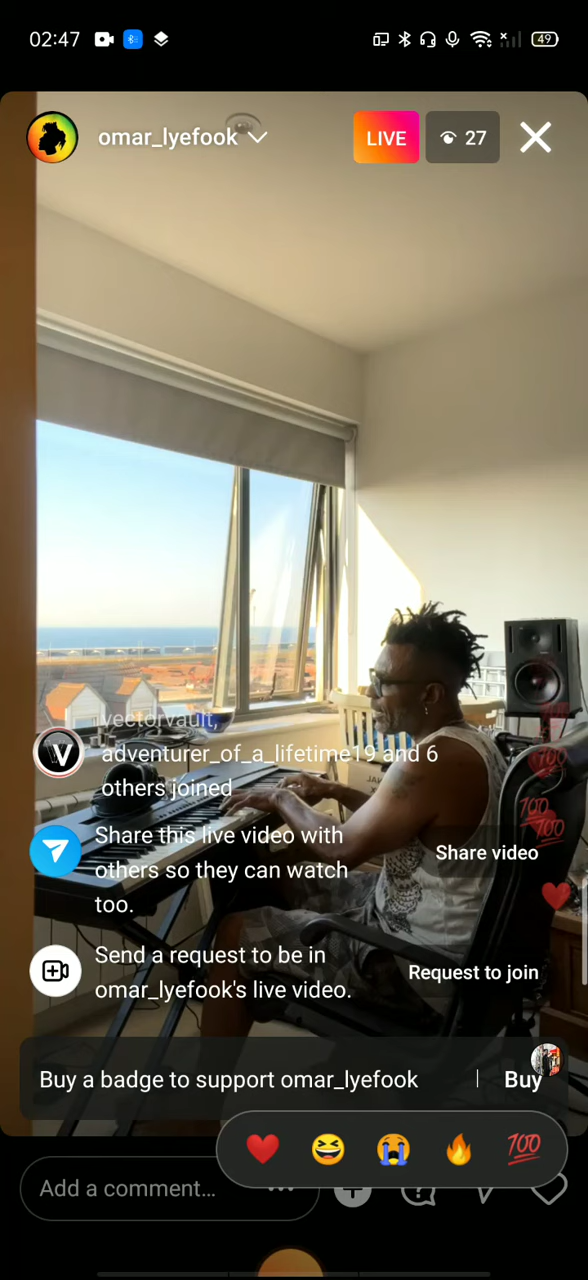 02:47
49
omar_lyefook
LIVE
27
vectorvault,
adventurer_of_a_lifetime19 and 6
others joined
V
Share this live video with
others so they can watch
too.
Share video
Send a request to be in
omar_lyefook's live video.
Request to join
Buy a badge to support omar_lyefook
Buy
100
Add a comment...